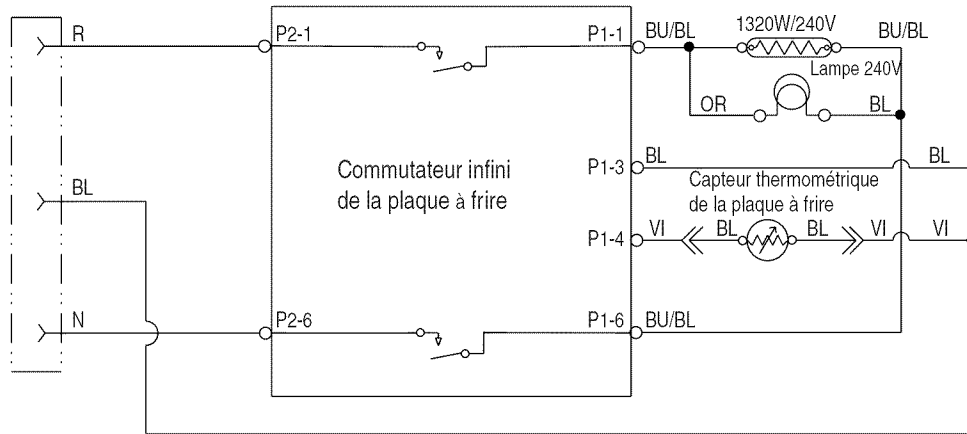 R
P2-1
P1-1
BU/BL
1320W/240V
BU/BL
Lampe 240V
OR
BL
Commutateur infini
de la plaque à frire
P1-3
BL
BL
Capteur thermométrique
de la plaque à frire
BL
P1-4
VI
BL
BL
VI
VI
N
P2-6
P1-6
BU/BL